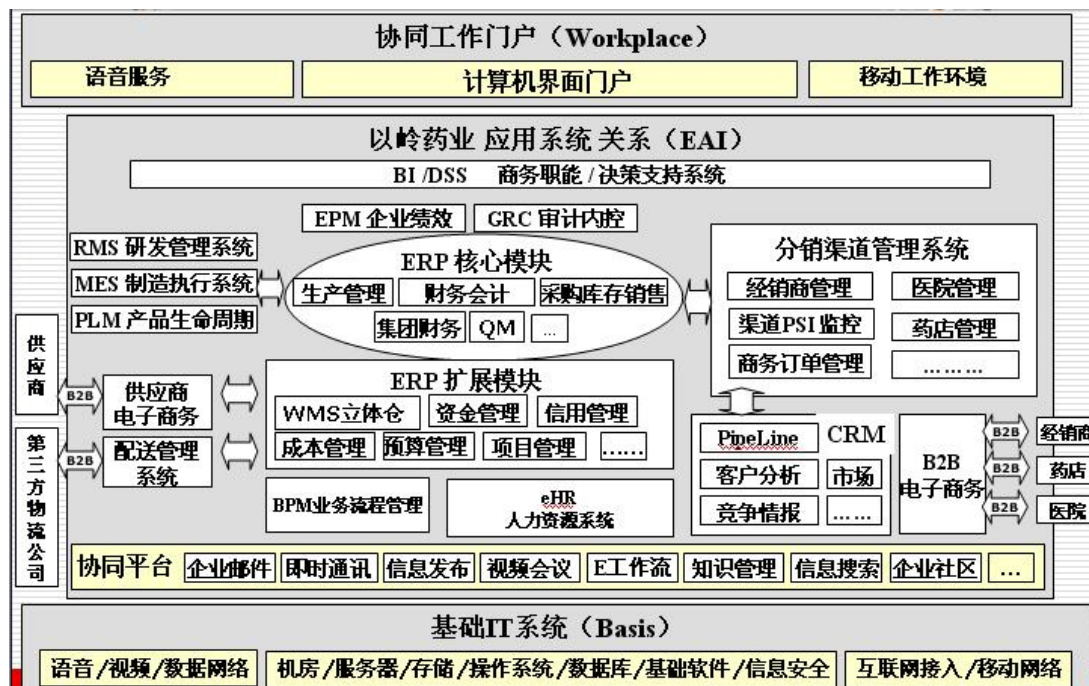 协同工作门户（Workplace）
语音服务
计算机界面门户
移动工作环境
以岭药业 应用系统 关系（EAI）
BI /DSS 商务职能 / 决策支持系统
EPM 企业绩效
GRC 审计内控
RMS 研发管理系统
MES 制造执行系统
PLM 产品生命周期
ERP 核心模块
生产管理
财务会计
采购库存销售
集团财务
QM
...
分销渠道管理系统
经销商管理
医院管理
渠道PSI 监控
药店管理
商务订单管理
………
供应商
B2B
供应商
电子商务
第三方物流公司
B2B
配送管理
系统
ERP 扩展模块
WMS立体仓
资金管理
信用管理
成本管理
预算管理
项目管理
……
BPM业务流程管理
eHR
人力资源系统
PipeLine
CRM
客户分析
市场
竞争情报
……
B2B
电子商务
B2B
经销商
B2B
药店
B2B
医院
协同平台
企业邮件
即时通讯
信息发布
视频会议
E工作流
知识管理
信息搜索
企业社区
...
基础IT系统（Basis）
语音 /视频 /数据网络
机房 /服务器 /存储 /操作系统 /数据库 /基础软件 /信息安全
互联网接入 /移动网络